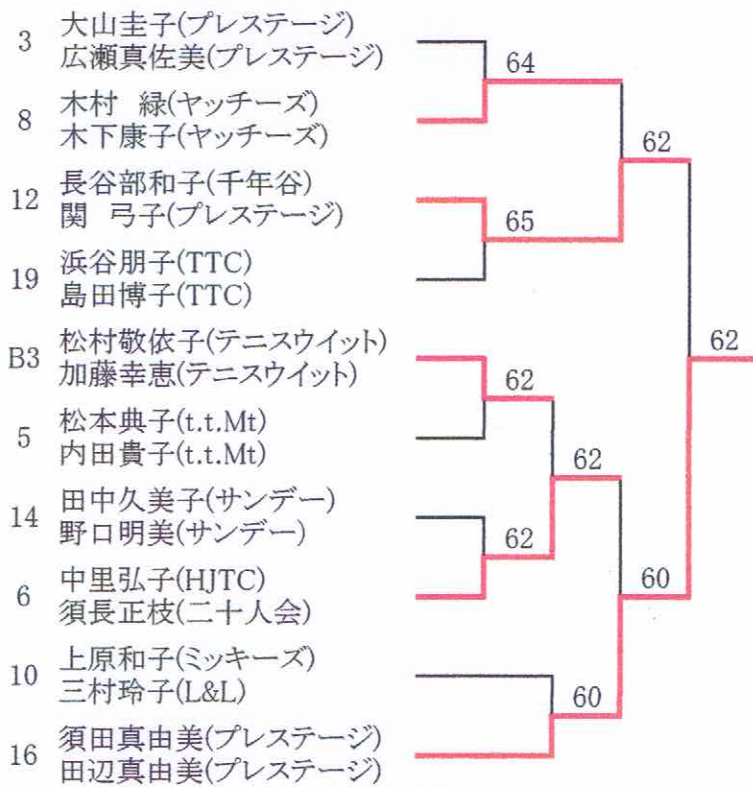 3 大山圭子(プレステージ)
広瀬真佐美(プレステージ)
64
8 木村 緑(ヤッチーズ)
木下康子(ヤッチーズ)
62
12 長谷部和子(千年谷)
関 弓子(プレステージ)
65
19 浜谷朋子(TTC)
島田博子(TTC)
62
B3 松村敬依子(テニスウイット)
加藤幸恵(テニスウイット)
62
5 松本典子(t.t.Mt)
内田貴子(t.t.Mt)
62
14 田中久美子(サンデー)
野口明美(サンデー)
62
6 中里弘子(HJTC)
須長正枝(二十人会)
60
10 上原和子(ミッキーズ)
三村玲子(L&L)
60
16 須田真由美(プレステージ)
田辺真由美(プレステージ)